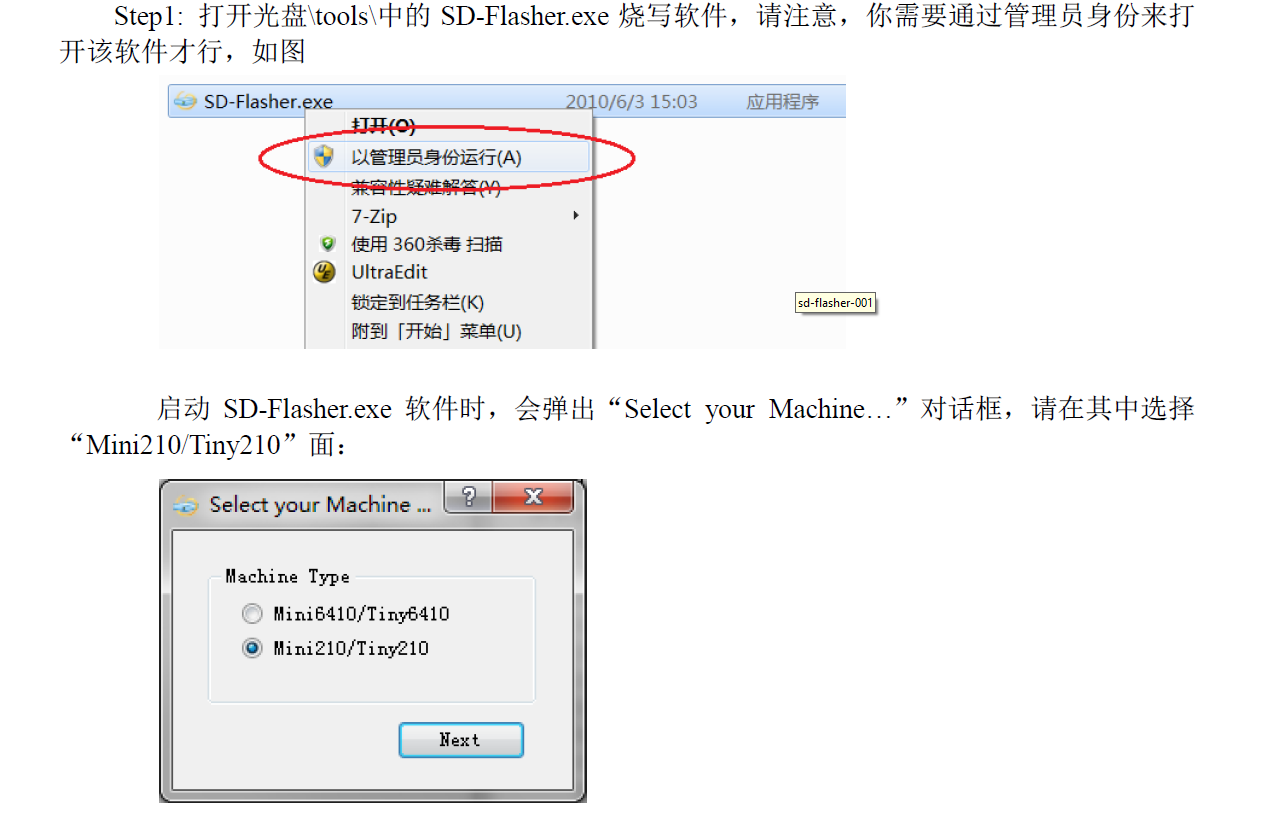 Step1: 打开光盘\tools\中的 SD-Flasher.exe 烧写软件，请注意，你需要通过管理员身份来打
开该软件才行，如图
SD-Flasher.exe 2010/6/3 15:03 应用程序
打开(O)
以管理员身份运行(A)
兼容性疑难解答(Y)
7-Zip
使用 360杀毒 扫描
UltraEdit
锁定到任务栏(K)
附到「开始」菜单(U)
sd-flasher-001
启动 SD-Flasher.exe 软件时，会弹出“Select your Machine…”对话框，请在其中选择
“Mini210/Tiny210”面：
Select your Machine ...
Machine Type
Mini6410/Tiny6410
Mini210/Tiny210
Next